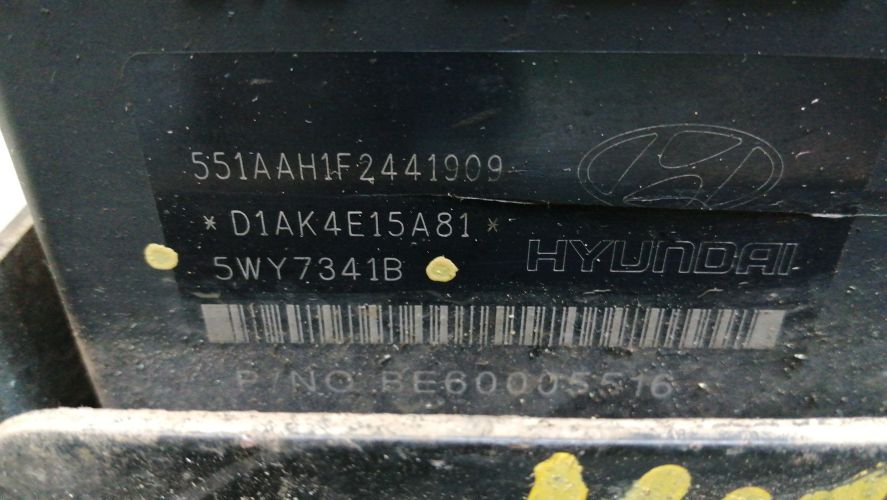 551AAH1F2441909
*D1AK4E15A81*
5WY7341B
HYUNDAI
P/NO BE60005516